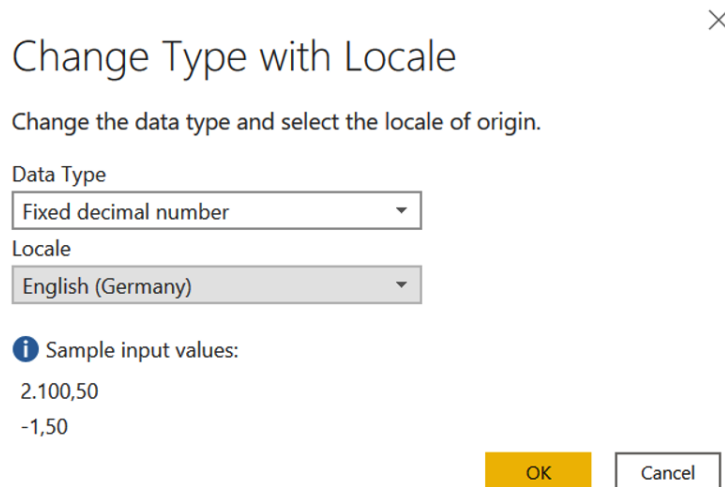 Change Type with Locale
Change the data type and select the locale of origin.
Data Type
Fixed decimal number
Locale
English (Germany)
Sample input values:
2.100,50
-1,50
OK
Cancel